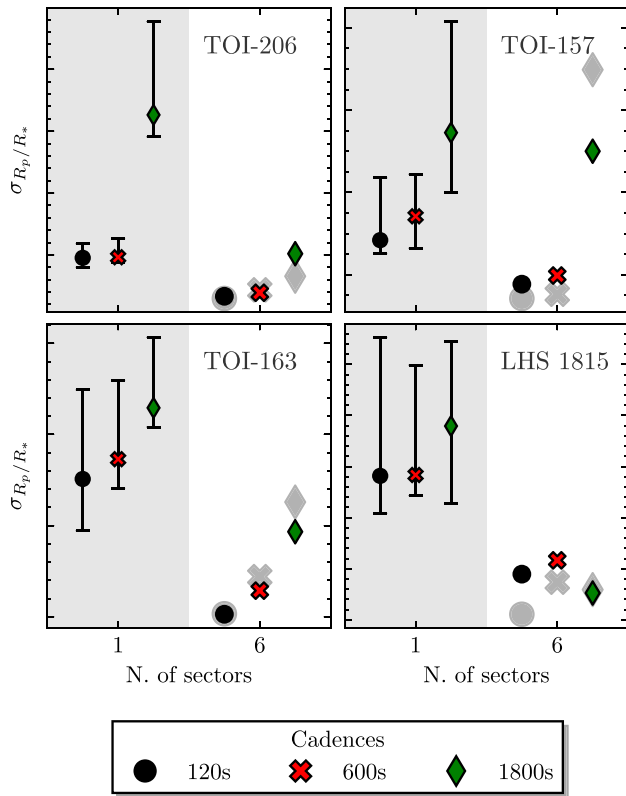 TOI-206
TOI-157
σ_{R_p/R_*}
TOI-163
LHS 1815
σ_{R_p/R_*}
1
6
1
6
N. of sectors
N. of sectors
Cadences
120s
600s
1800s